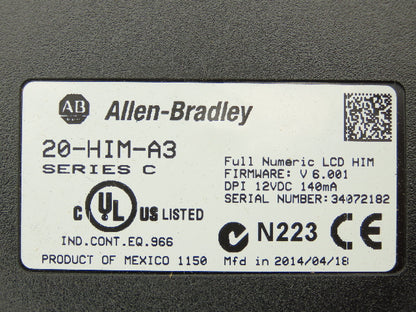 AB Allen-Bradley
20-HIM-A3
SERIES C
Full Numeric LCD HIM
FIRMWARE: V 6.001
DPI 12VDC 140mA
SERIAL NUMBER: 34072182
C UL US LISTED
IND.CONT.EQ.966
N223 CE
PRODUCT OF MEXICO 1150 Mfd in 2014/04/18